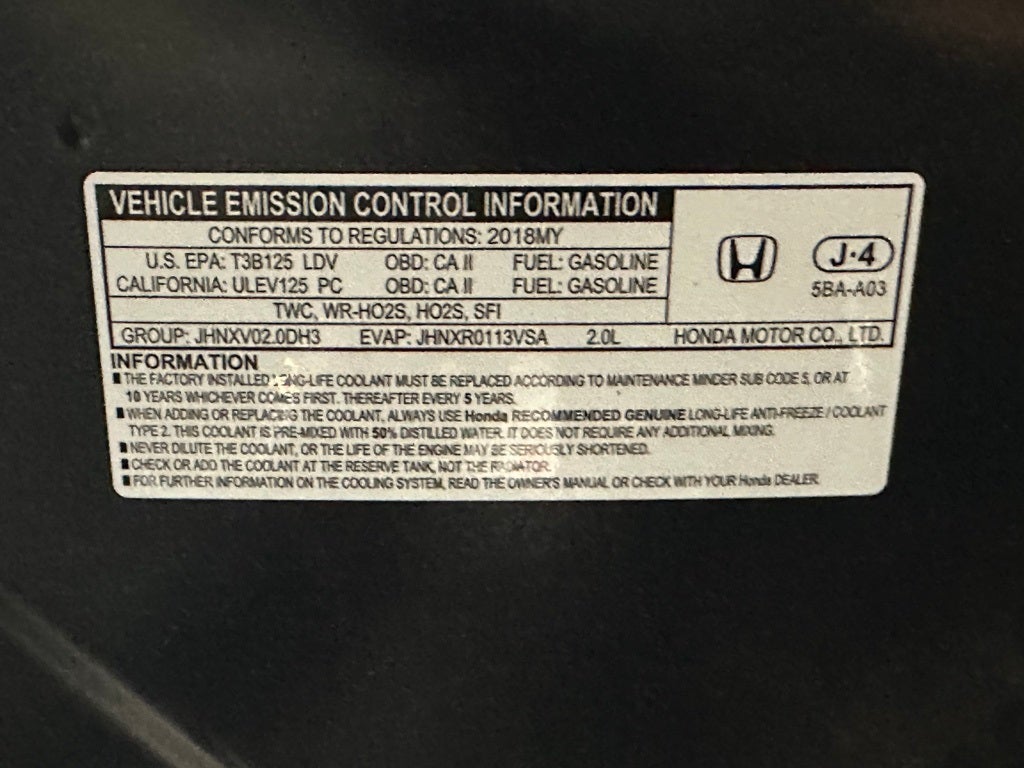 VEHICLE EMISSION CONTROL INFORMATION
CONFORMS TO REGULATIONS: 2018MY
U.S. EPA: T3B125 LDV OBD: CA II FUEL: GASOLINE
CALIFORNIA: ULEV125 PC OBD: CA II FUEL: GASOLINE
TWC, WR-HO2S, HO2S, SFI
J·4
5BA-A03
GROUP: JHNXV02.0DH3 EVAP: JHNXR0113VSA 2.0L HONDA MOTOR CO., LTD.
INFORMATION
■ THE FACTORY INSTALLED LONG-LIFE COOLANT MUST BE REPLACED ACCORDING TO MAINTENANCE MINDER SUB CODE 5, OR AT
10 YEARS WHICHEVER COMES FIRST. THEREAFTER EVERY 5 YEARS.
■ WHEN ADDING OR REPLACING THE COOLANT, ALWAYS USE Honda RECOMMENDED GENUINE LONG-LIFE ANTI-FREEZE / COOLANT
TYPE 2. THIS COOLANT IS PRE-MIXED WITH 50% DISTILLED WATER. IT DOES NOT REQUIRE ANY ADDITIONAL MIXING.
■ NEVER DILUTE THE COOLANT, OR THE LIFE OF THE ENGINE MAY BE SERIOUSLY SHORTENED.
■ CHECK OR ADD THE COOLANT AT THE RESERVE TANK, NOT THE RADIATOR.
■ FOR FURTHER INFORMATION ON THE COOLING SYSTEM, READ THE OWNER'S MANUAL OR CHECK WITH YOUR Honda DEALER.